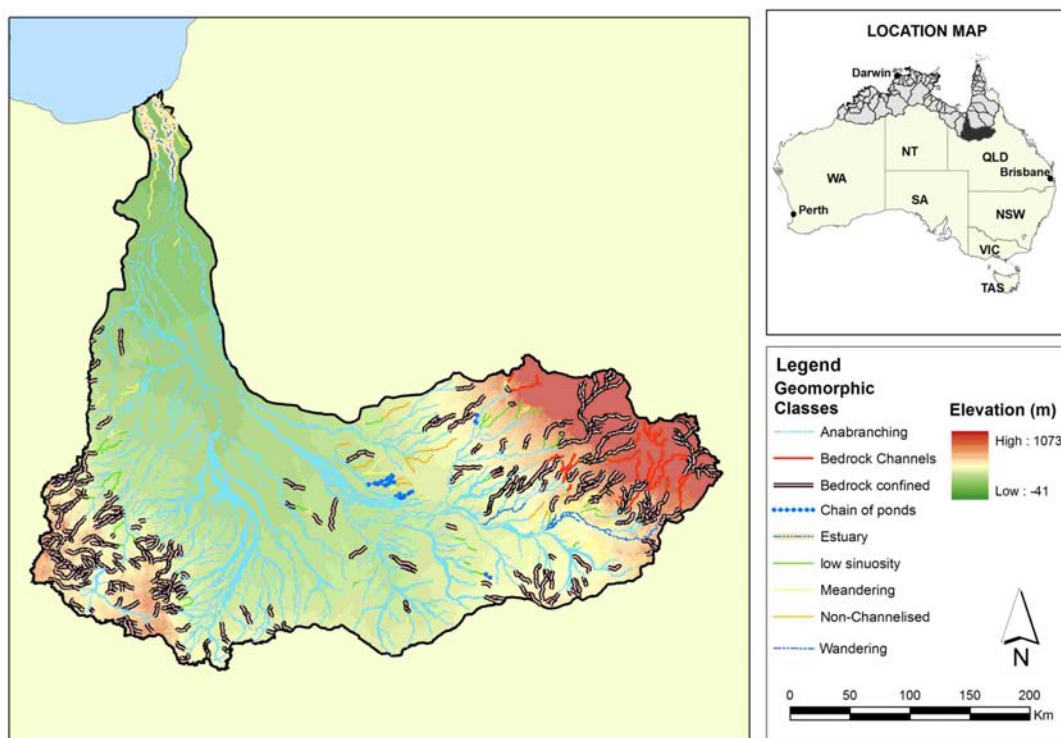 LOCATION MAP
Darwin
NT
QLD
Brisbane
WA
SA
Perth
NSW
VIC
TAS
Legend
Geomorphic
Classes
Anabranching
Bedrock Channels
Bedrock confined
Chain of ponds
Estuary
low sinuosity
Meandering
Non-Channelised
Wandering
Elevation (m)
High : 1073
Low : -41
N
0 50 100 150 200
Km